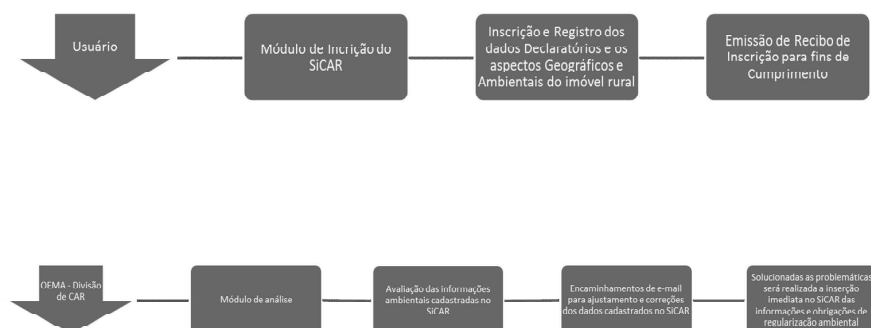 Usuário
Módulo de Incrição do
SiCAR
Inscrição e Registro dos
dados Declaratórios e os
aspectos Geográficos e
Ambientais do imóvel rural
Emissão de Recibo de
Inscrição para fins de
Cumprimento
OEMA - Divisão
de CAR
Módulo de análise
Avaliação das informações
ambientais cadastradas no
SiCAR
Encaminhamentos de e-mail
para ajustamento e correções
dos dados cadastrados no SiCAR
Solucionadas as problemáticas
será realizada a inserção
imediata no SiCAR das
informações e obrigações de
regularização ambiental